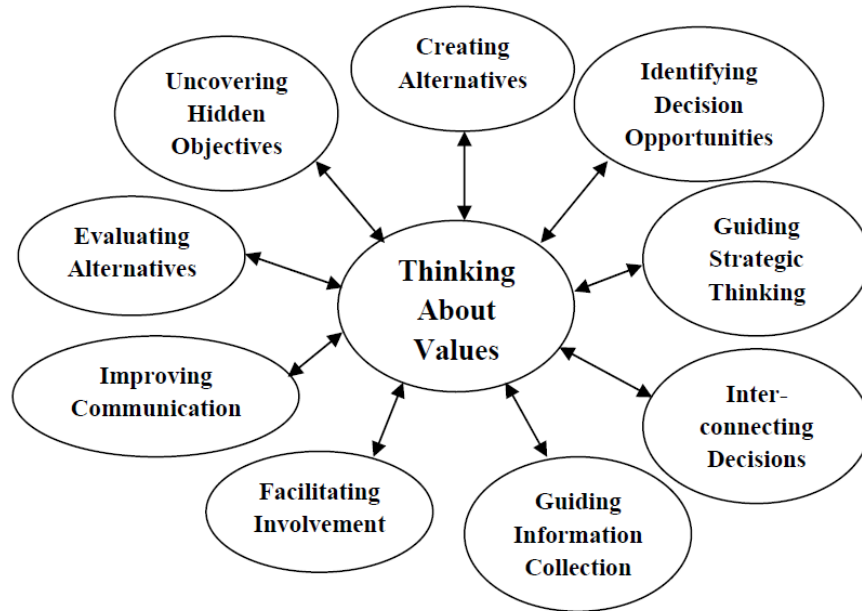 Creating
Alternatives
Identifying
Decision
Opportunities
Uncovering
Hidden
Objectives
Guiding
Strategic
Thinking
Evaluating
Alternatives
Thinking
About
Values
Improving
Communication
Inter-
connecting
Decisions
Facilitating
Involvement
Guiding
Information
Collection